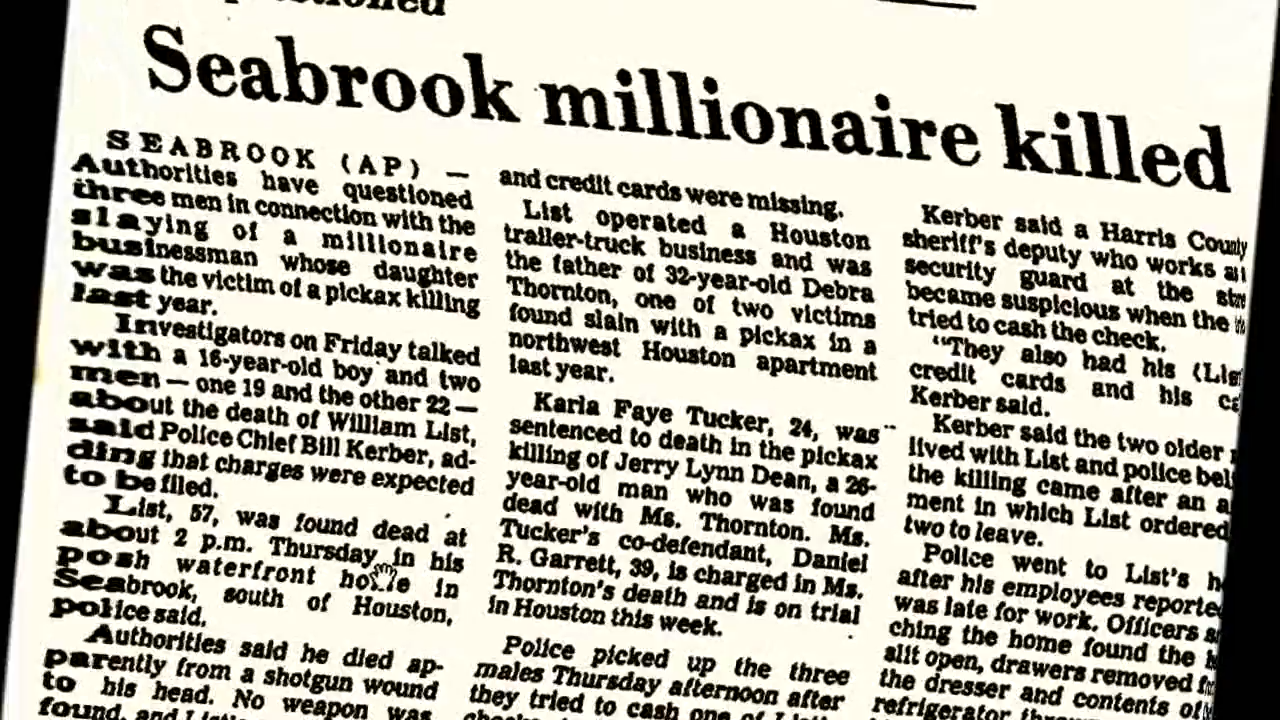 Seabrook millionaire killed
SEABROOK (AP) —
Authorities have questioned
three men in connection with the
slaying of a millionaire
businessman whose daughter
was the victim of a pickax killing
last year.
Investigators on Friday talked
with a 16-year-old boy and two
men — one 19 and the other 22 —
about the death of William List,
said Police Chief Bill Kerber, ad-
ding that charges were expected
to be filed.
List, 57, was found dead at
about 2 p.m. Thursday in his
posh waterfront home in
Seabrook, south of Houston,
police said.
Authorities said he died ap-
parently from a shotgun wound
to his head. No weapon was
found, and
and credit cards were missing.
List operated a Houston
trailer-truck business and was
the father of 32-year-old Debra
Thornton, one of two victims
found slain with a pickax in a
northwest Houston apartment
last year.
Karla Faye Tucker, 24, was
sentenced to death in the pickax
killing of Jerry Lynn Dean, a 26-
year-old man who was found
dead with Ms. Thornton. Ms.
Tucker's co-defendant, Daniel
R. Garrett, 39, is charged in Ms.
Thornton's death and is on trial
in Houston this week.
Police picked up the three
males Thursday afternoon after
they tried to cash one of
Kerber said a Harris County
sheriff's deputy who works
security guard at the
became suspicious when the
tried to cash the check.
"They also had his
credit cards and his
Kerber said.
Kerber said the two older
lived with List and police
the killing came after an
ment in which List ordered
two to leave.
Police went to List's
after his employees
was late for work. Officers
ching the home found the
slit open, drawers removed
the dresser and contents of
refrigerator